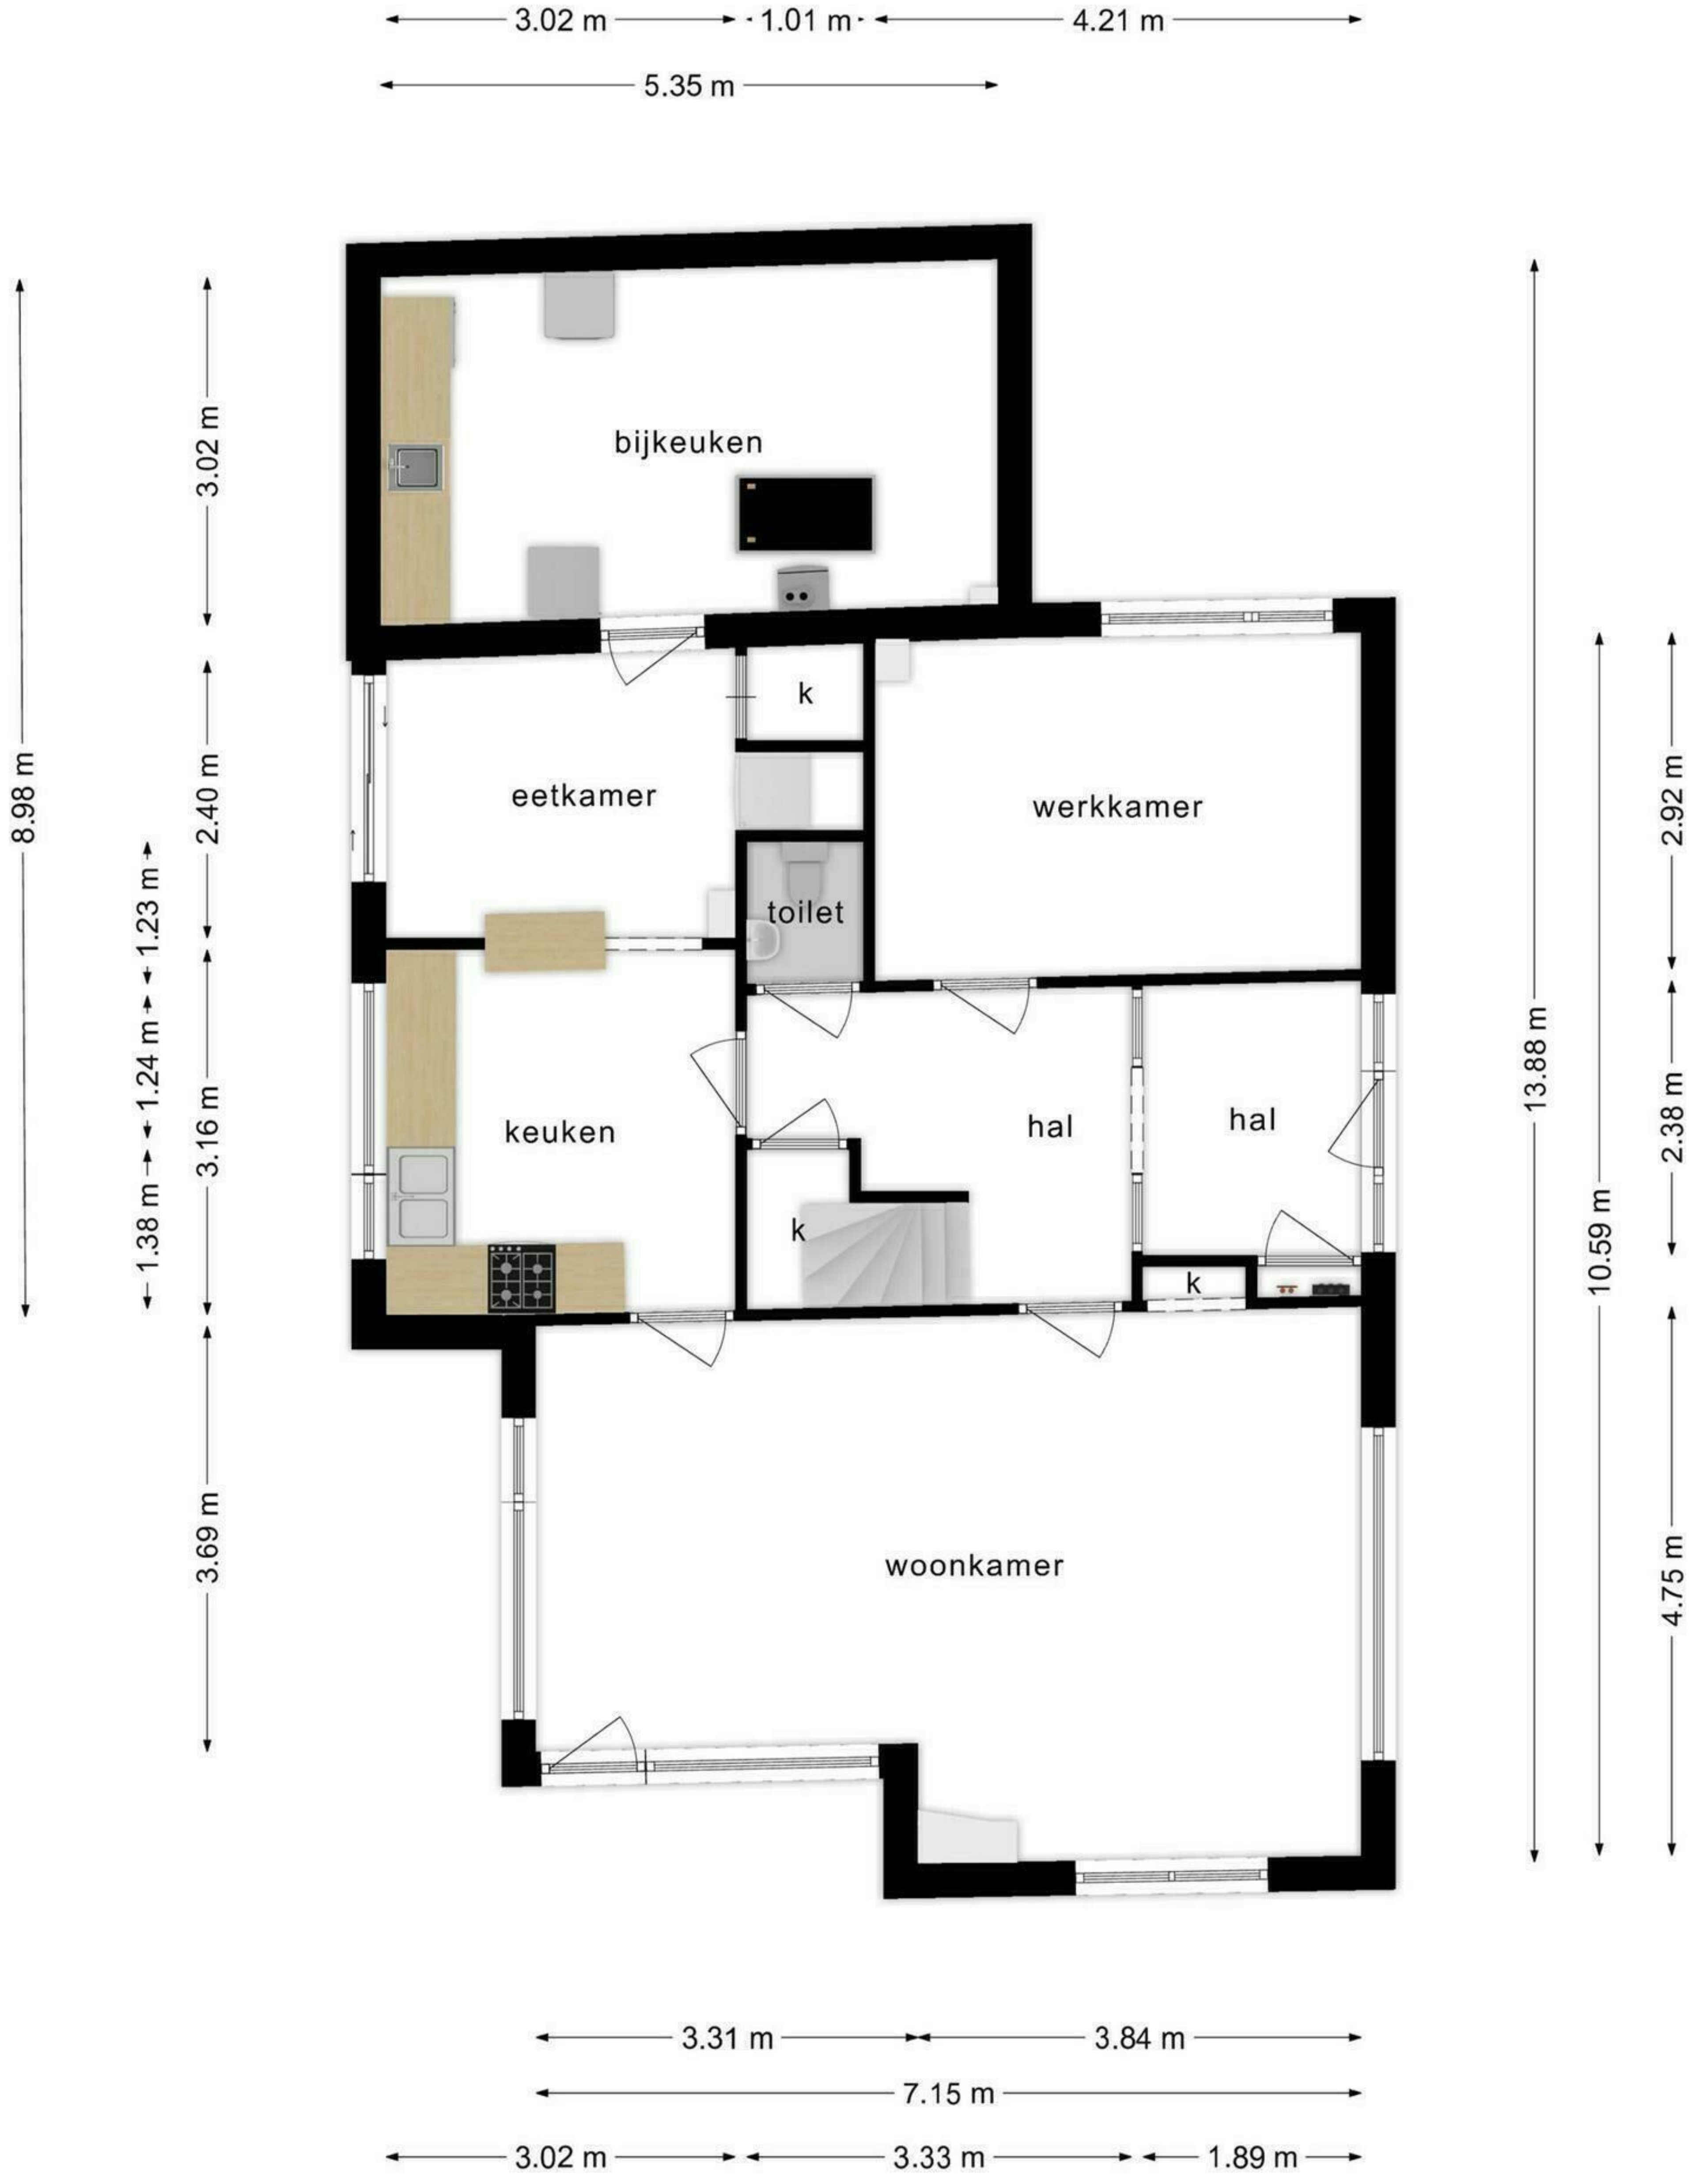 3.02 m
1.01 m
4.21 m
5.35 m
bijkeuken
3.02 m
k
8.98 m
2.40 m
eetkamer
werkkamer
2.92 m
1.23 m
toilet
13.88 m
1.24 m
3.16 m
keuken
hal
hal
2.38 m
1.38 m
k
10.59 m
k
3.69 m
woonkamer
4.75 m
3.31 m
3.84 m
7.15 m
3.02 m
3.33 m
1.89 m